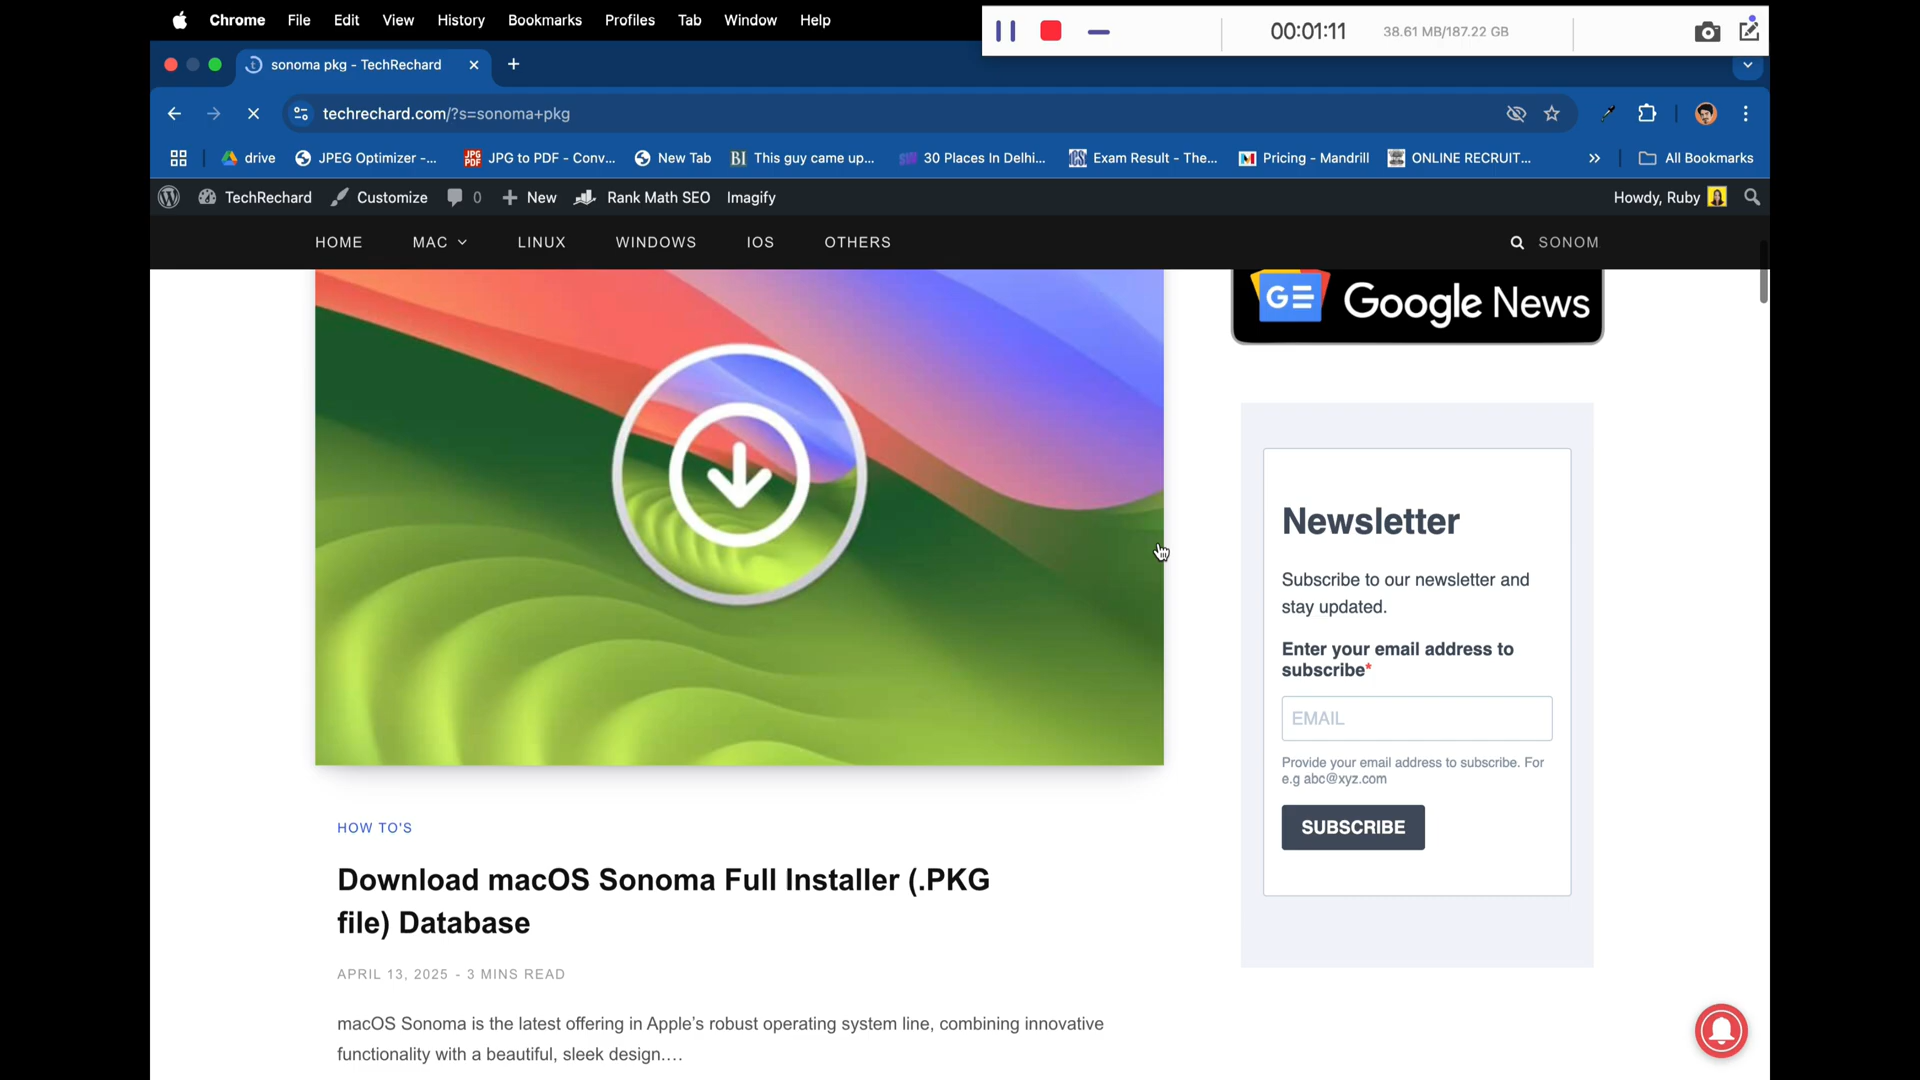 Chrome File Edit View History Bookmarks Profiles Tab Window Help
00:01:11 38.61 MB/187.22 GB
sonoma pkg - TechRechard
techrechard.com/?s=sonoma+pkg
drive JPEG Optimizer -... JPG to PDF - Conv... New Tab BI This guy came up... 30 Places In Delhi... Exam Result - The... Pricing - Mandrill ONLINE RECRUIT... » All Bookmarks
TechRechard Customize 0 New Rank Math SEO Imagify Howdy, Ruby
HOME MAC LINUX WINDOWS IOS OTHERS SONOM
GE Google News
Newsletter
Subscribe to our newsletter and
stay updated.
Enter your email address to
subscribe*
EMAIL
Provide your email address to subscribe. For
e.g abc@xyz.com
SUBSCRIBE
HOW TO'S
Download macOS Sonoma Full Installer (.PKG
file) Database
APRIL 13, 2025 - 3 MINS READ
macOS Sonoma is the latest offering in Apple's robust operating system line, combining innovative
functionality with a beautiful, sleek design.…